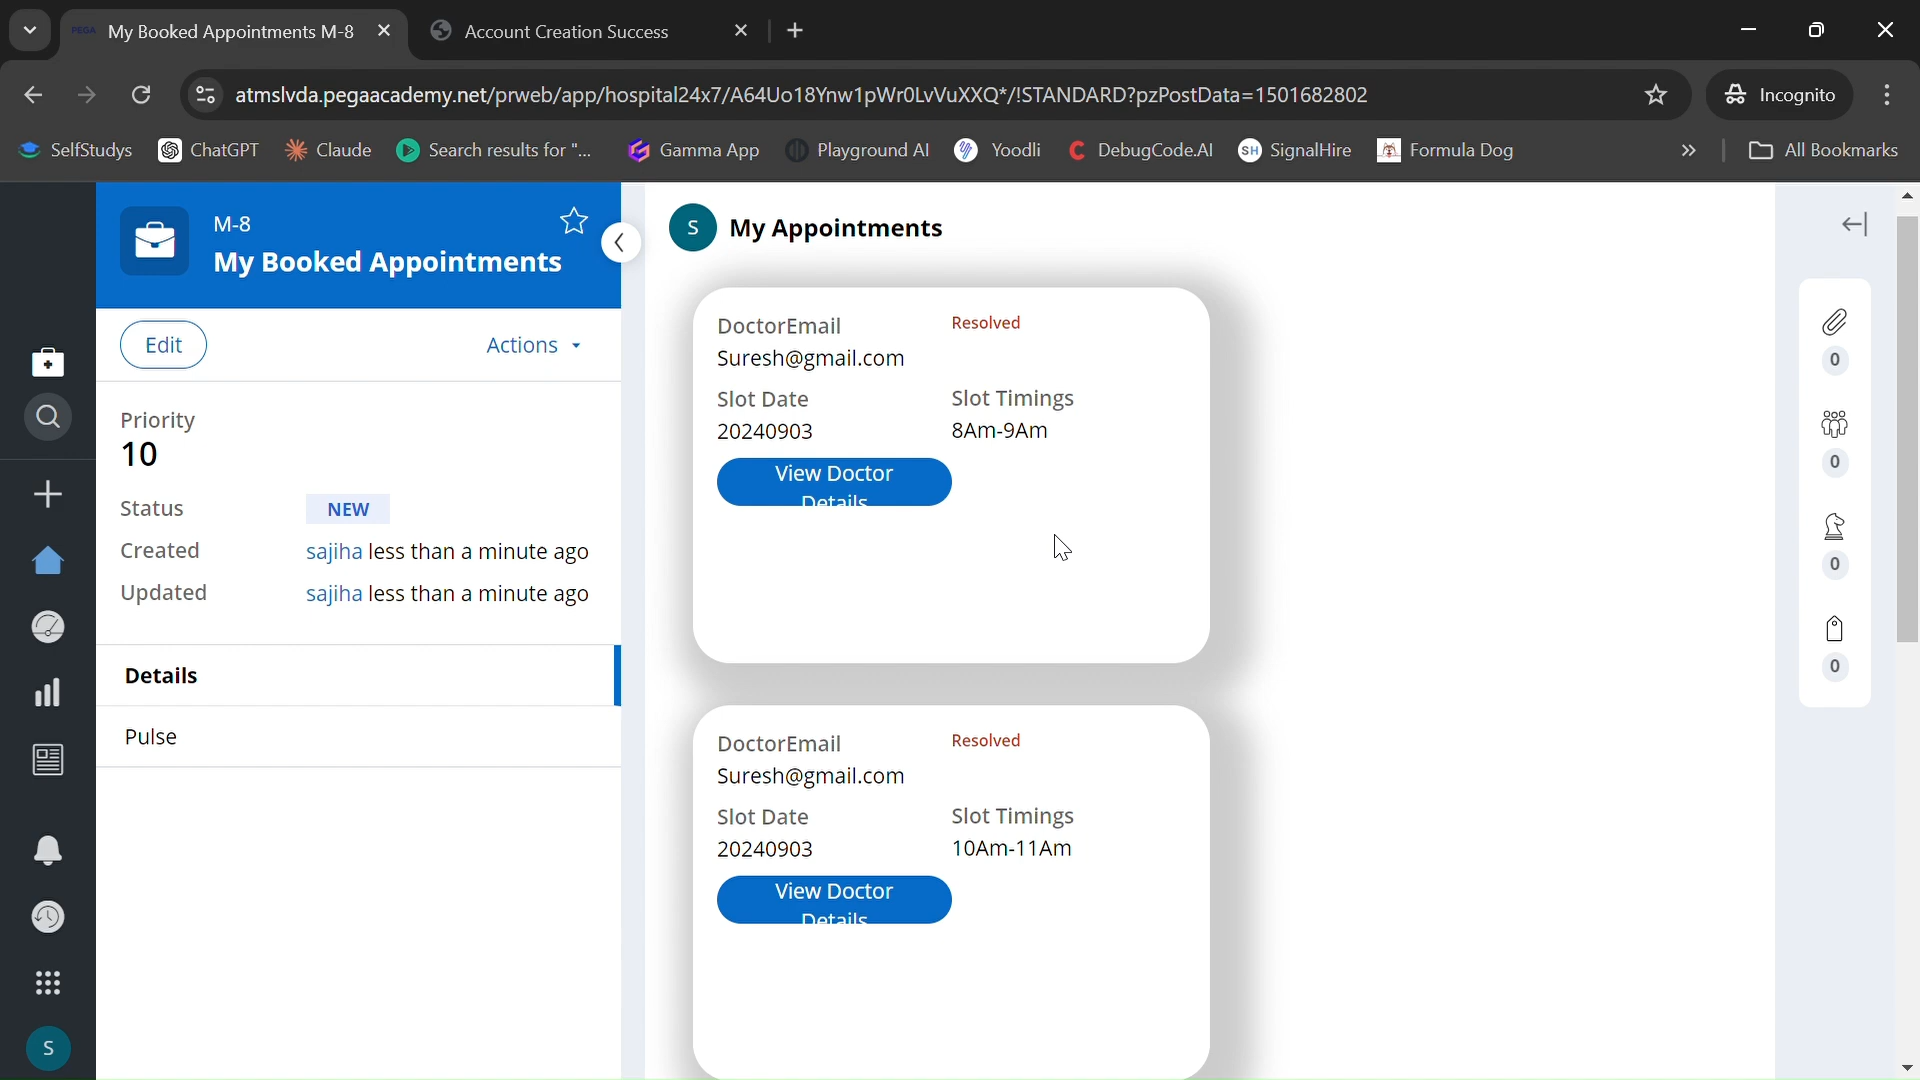 PEGA My Booked Appointments M-8
Account Creation Success
atmslvda.pegaacademy.net/prweb/app/hospital24x7/A64Uo18Ynw1pWr0LvVuXXQ*/!STANDARD?pzPostData=1501682802
Incognito
SelfStudys
ChatGPT
Claude
Search results for "...
Gamma App
Playground AI
Yoodli
DebugCode.AI
SH SignalHire
Formula Dog
All Bookmarks
M-8
My Booked Appointments
Edit
Actions
Priority
10
Status NEW
Created sajiha less than a minute ago
Updated sajiha less than a minute ago
Details
Pulse
S
S My Appointments
DoctorEmail Resolved
Suresh@gmail.com
Slot Date Slot Timings
20240903 8Am-9Am
View Doctor
Details
DoctorEmail Resolved
Suresh@gmail.com
Slot Date Slot Timings
20240903 10Am-11Am
View Doctor
Details
0
0
0
0